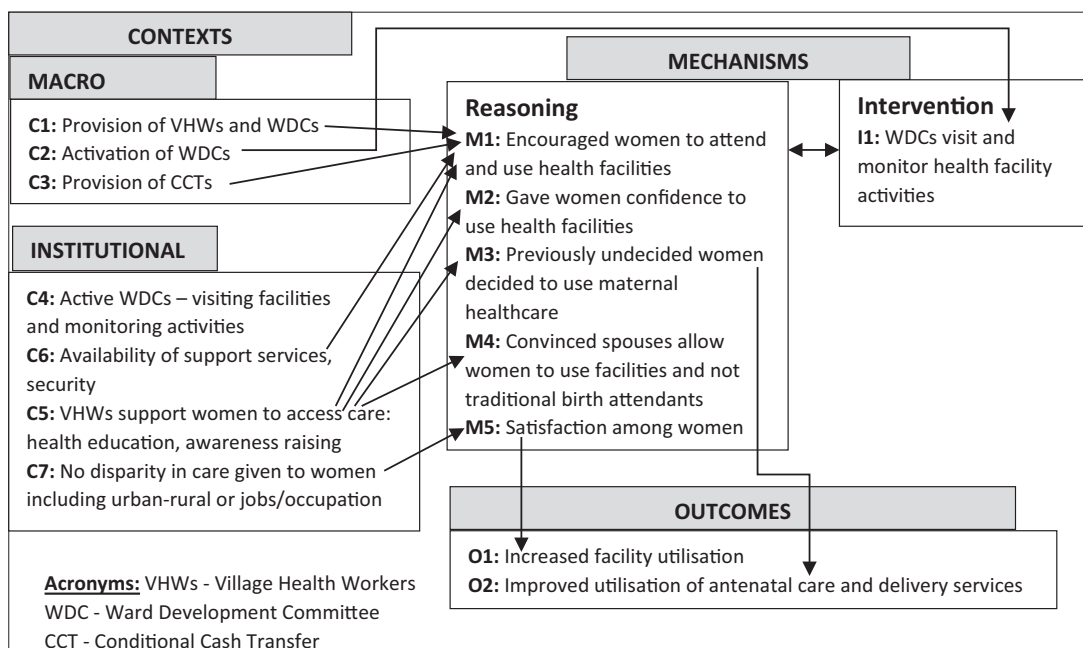 CONTEXTS
MACRO
C1: Provision of VHWs and WDCs
C2: Activation of WDCs
C3: Provision of CCTs
INSTITUTIONAL
C4: Active WDCs – visiting facilities
and monitoring activities
C6: Availability of support services,
security
C5: VHWs support women to access care:
health education, awareness raising
C7: No disparity in care given to women
including urban-rural or jobs/occupation
MECHANISMS
Reasoning
M1: Encouraged women to attend
and use health facilities
M2: Gave women confidence to
use health facilities
M3: Previously undecided women
decided to use maternal
healthcare
M4: Convinced spouses allow
women to use facilities and not
traditional birth attendants
M5: Satisfaction among women
Intervention
I1: WDCs visit and
monitor health facility
activities
OUTCOMES
O1: Increased facility utilisation
O2: Improved utilisation of antenatal care and delivery services
Acronyms: VHWs - Village Health Workers
WDC - Ward Development Committee
CCT - Conditional Cash Transfer